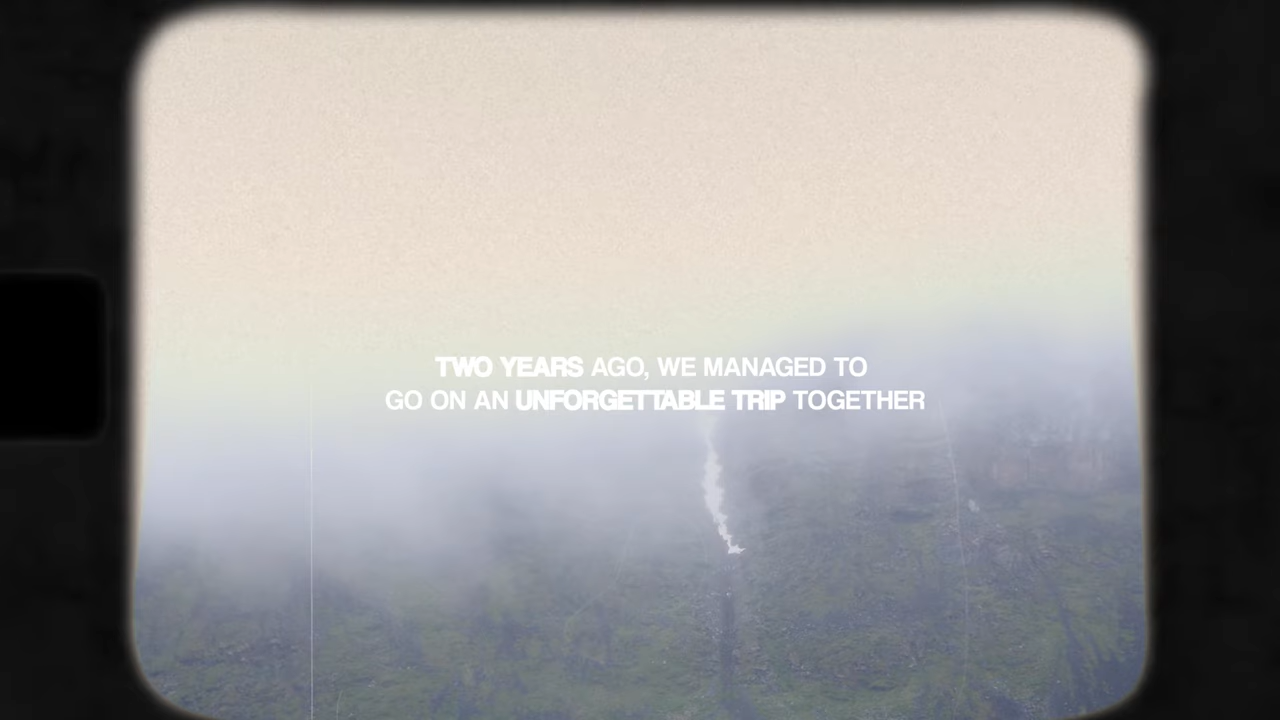 TWO YEARS AGO, WE MANAGED TO
GO ON AN UNFORGETTABLE TRIP TOGETHER